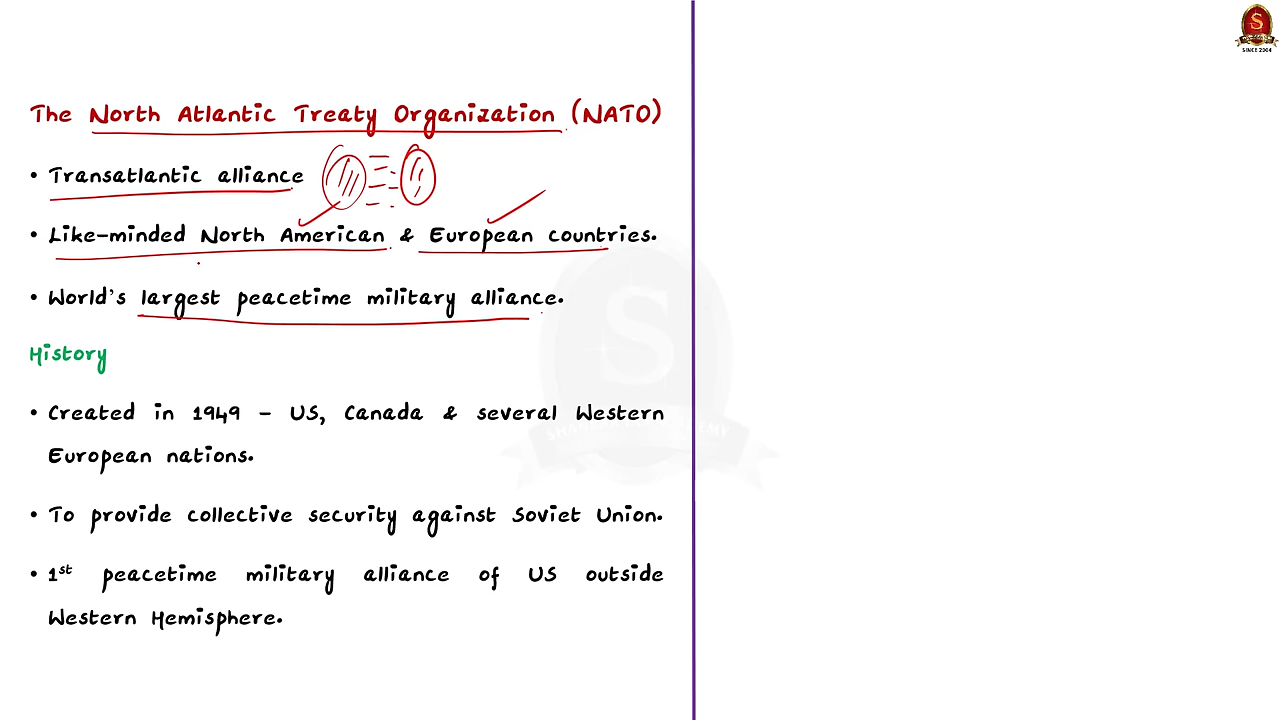 S
SINCE 2004
The North Atlantic Treaty Organization (NATO)
• Transatlantic alliance
• Like-minded North American & European countries.
• World's largest peacetime military alliance.
History
• Created in 1949 – US, Canada & several Western
European nations.
• To provide collective security against Soviet Union.
• 1st peacetime military alliance of US outside
Western Hemisphere.
S